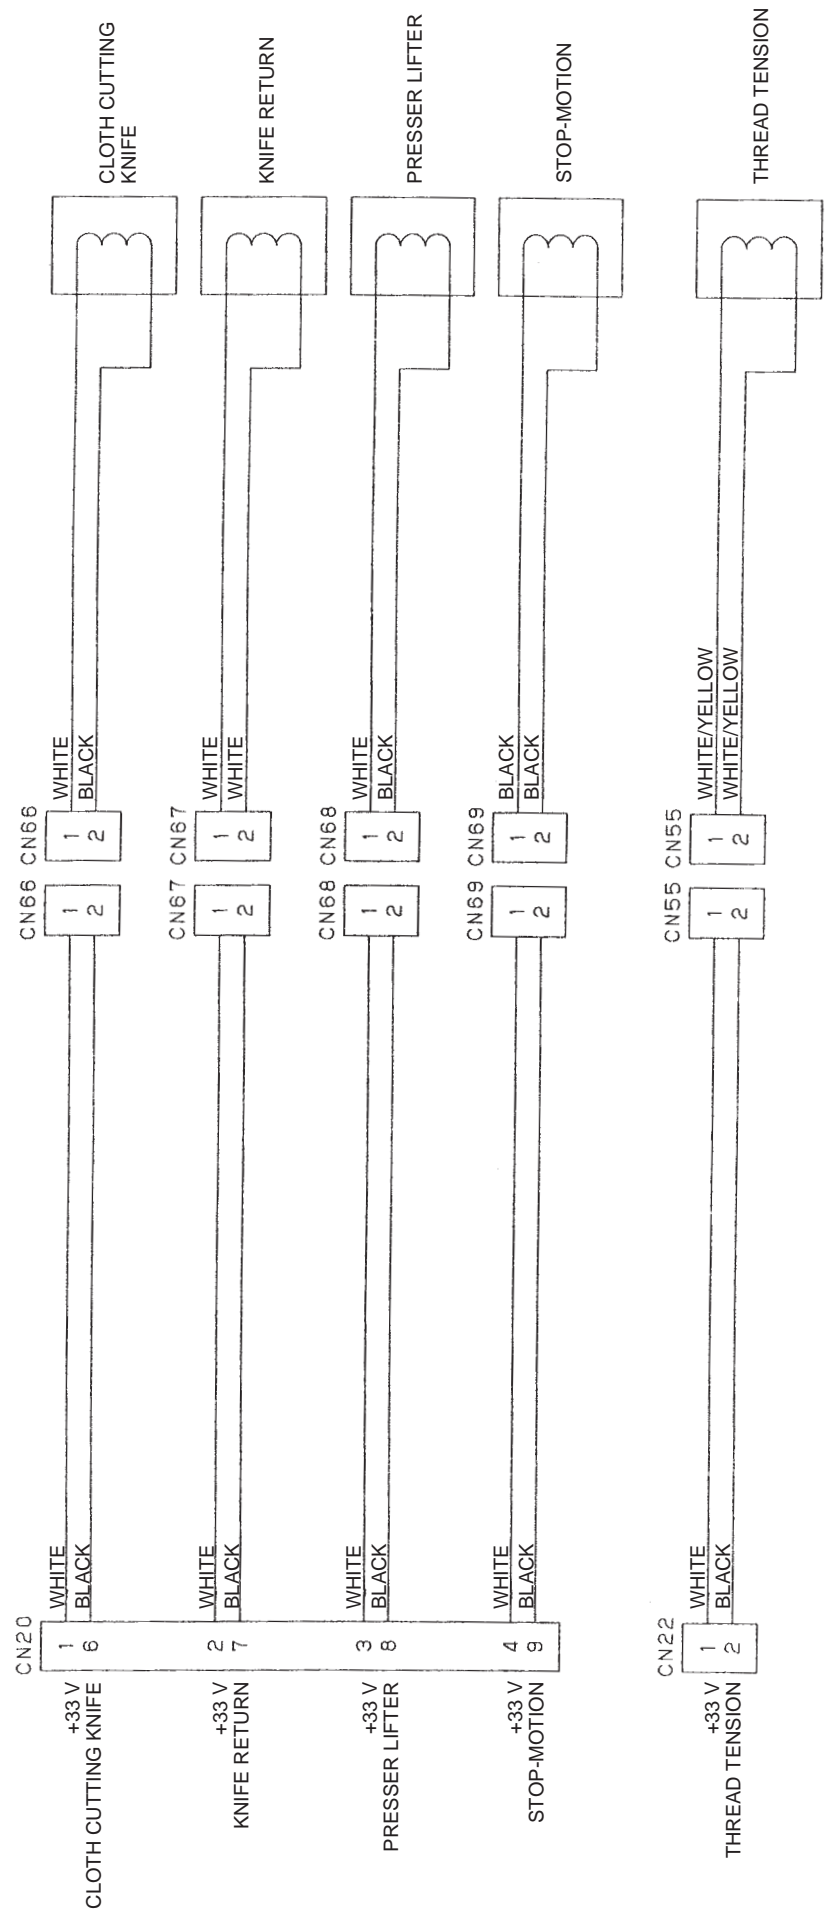 CN20
+33 V 1 WHITE
CLOTH CUTTING KNIFE 6 BLACK
CN66 CN66
1 1 WHITE
2 2 BLACK
CLOTH CUTTING
KNIFE
+33 V 2 WHITE
KNIFE RETURN 7 BLACK
CN67 CN67
1 1 WHITE
2 2 WHITE
KNIFE RETURN
+33 V 3 WHITE
PRESSER LIFTER 8 BLACK
CN68 CN68
1 1 WHITE
2 2 BLACK
PRESSER LIFTER
+33 V 4 WHITE
STOP-MOTION 9 BLACK
CN69 CN69
1 1 BLACK
2 2 BLACK
STOP-MOTION
CN22
+33 V 1 WHITE
THREAD TENSION 2 BLACK
CN55 CN55
1 1 WHITE/YELLOW
2 2 WHITE/YELLOW
THREAD TENSION